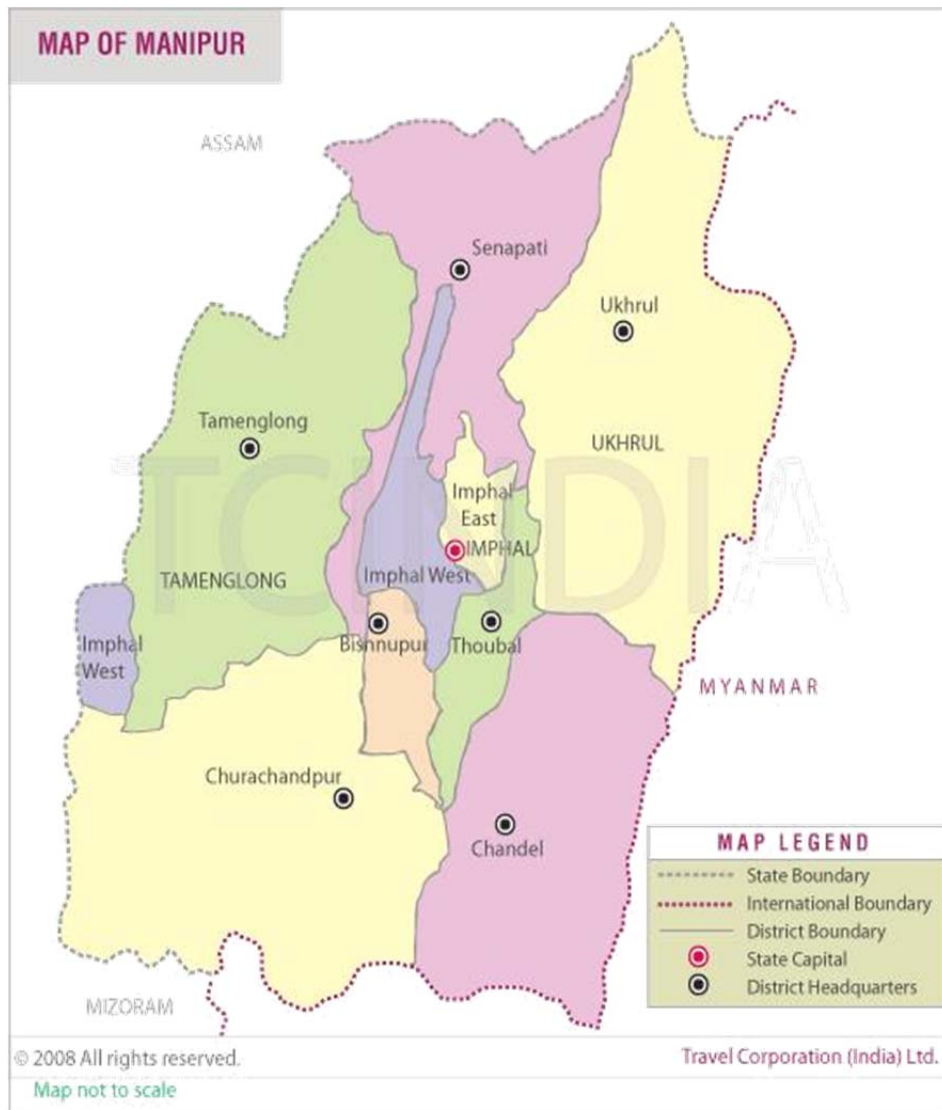 MAP OF MANIPUR
ASSAM
Senapati
Ukhrul
Tamenglong
UKHRUL
Imphal
East
IMPHAL
TCINDIA
TAMENGLONG
Imphal West
Bisnnupur
Thoubal
Imphal
West
MYANMAR
Churachandpur
Chandel
MAP LEGEND
State Boundary
International Boundary
District Boundary
State Capital
District Headquarters
MIZORAM
© 2008 All rights reserved.
Travel Corporation (India) Ltd.
Map not to scale